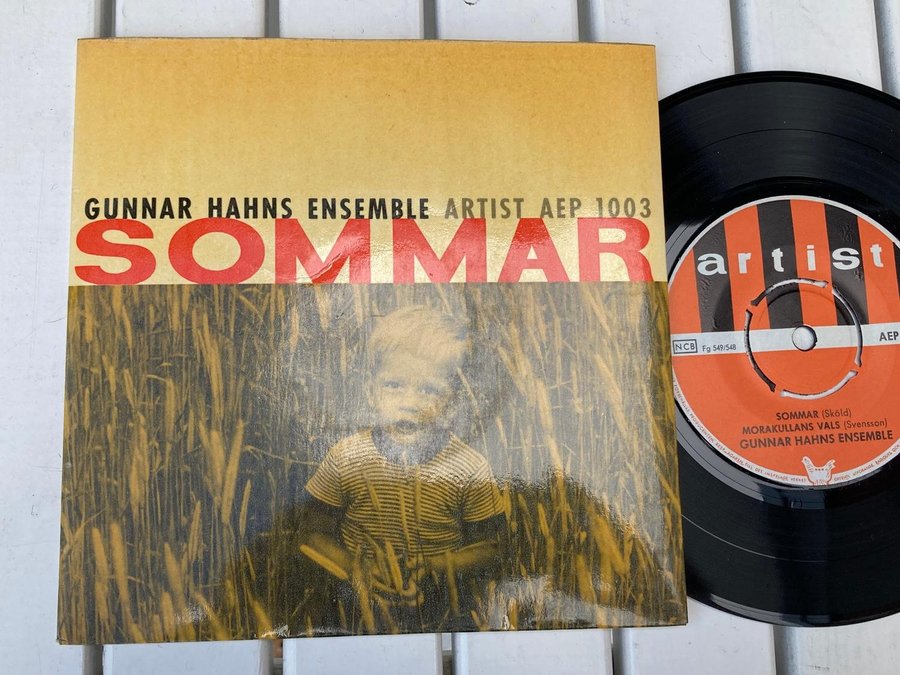 GUNNAR HAHNS ENSEMBLE ARTIST AEP 1003
SOMMAR
artist
NCB Fg 549/548 AEP
SOMMAR (Sköld)
MORAKULLANS VALS (Svensson)
GUNNAR HAHNS ENSEMBLE